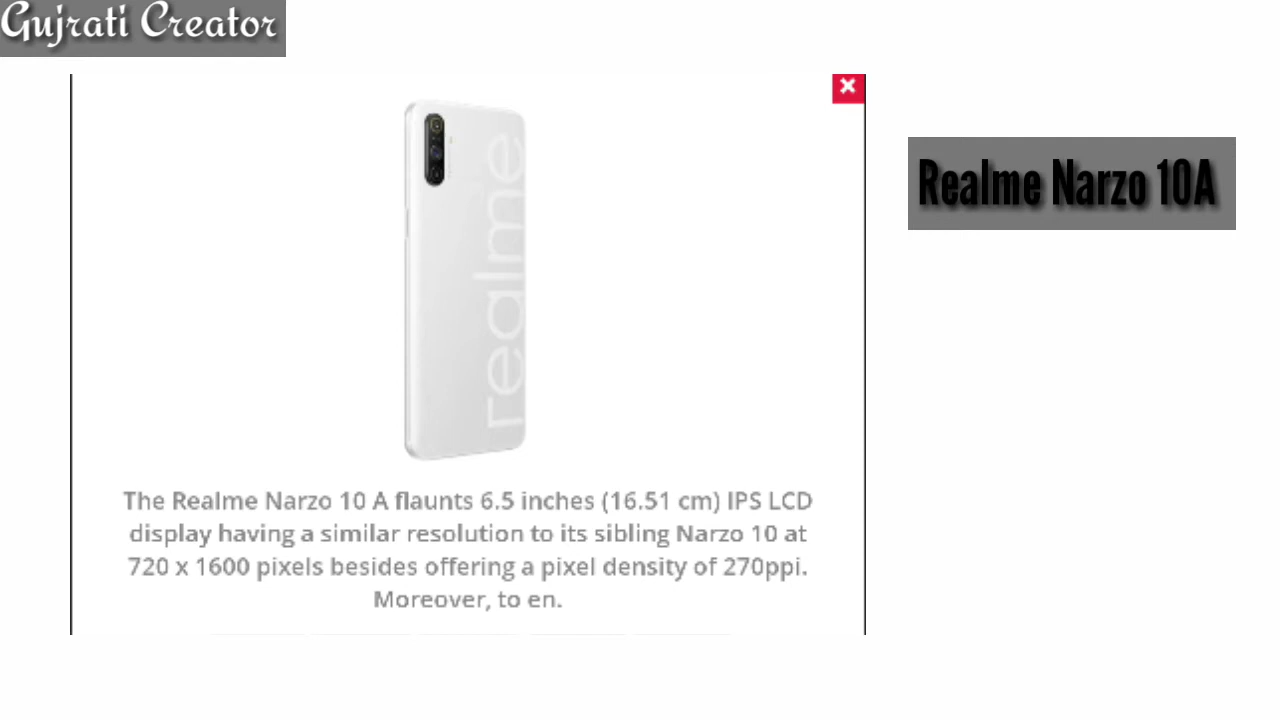 Gujrati Creator
Realme Narzo 10A
realme
The Realme Narzo 10 A flaunts 6.5 inches (16.51 cm) IPS LCD
display having a similar resolution to its sibling Narzo 10 at
720 x 1600 pixels besides offering a pixel density of 270ppi.
Moreover, to en.